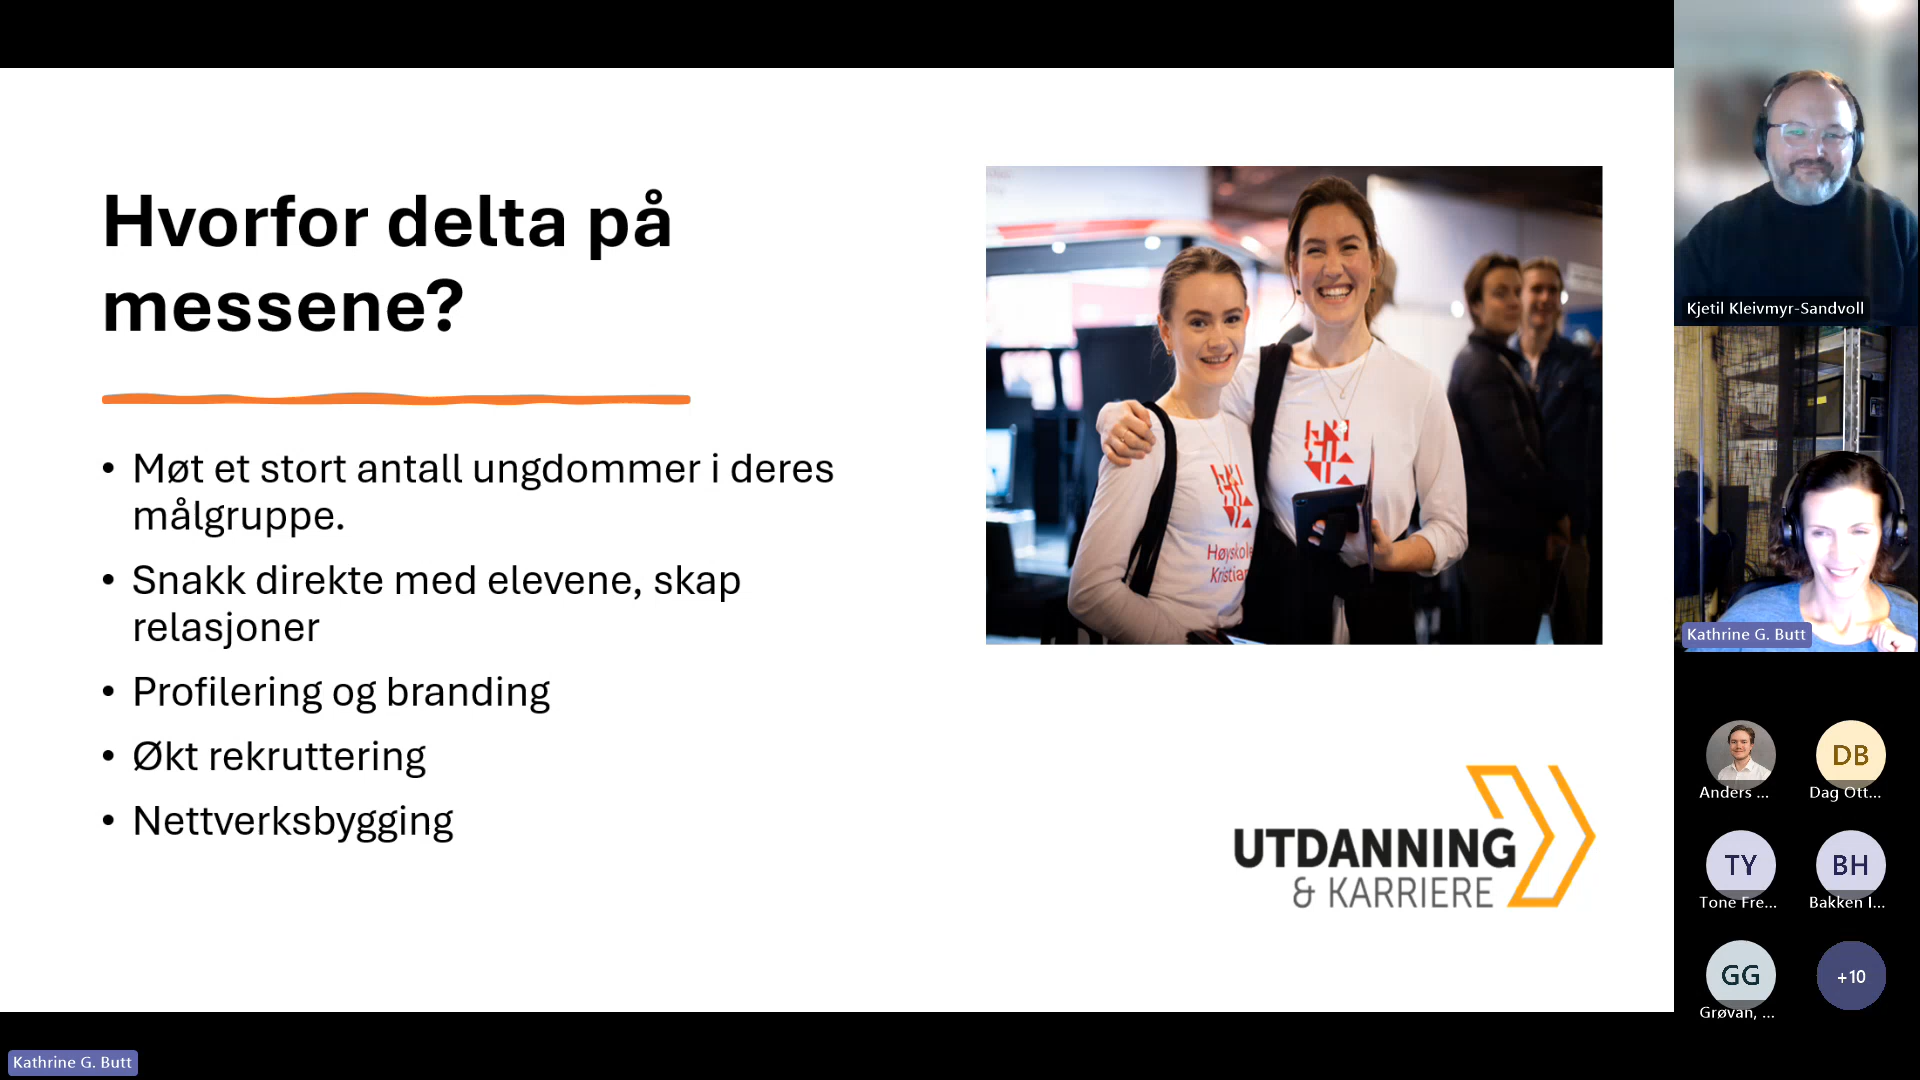 Hvorfor delta på
messene?
• Møt et stort antall ungdommer i deres
målgruppe.
• Snakk direkte med elevene, skap
relasjoner
• Profilering og branding
• Økt rekruttering
• Nettverksbygging
Høyskole
Kristian
UTDANNING
& KARRIERE
Kjetil Kleivmyr-Sandvoll
Kathrine G. Butt
Anders ...
DB
Dag Ott...
TY
Tone Fre...
BH
Bakken I...
GG
Grøvan, ...
+10
Kathrine G. Butt